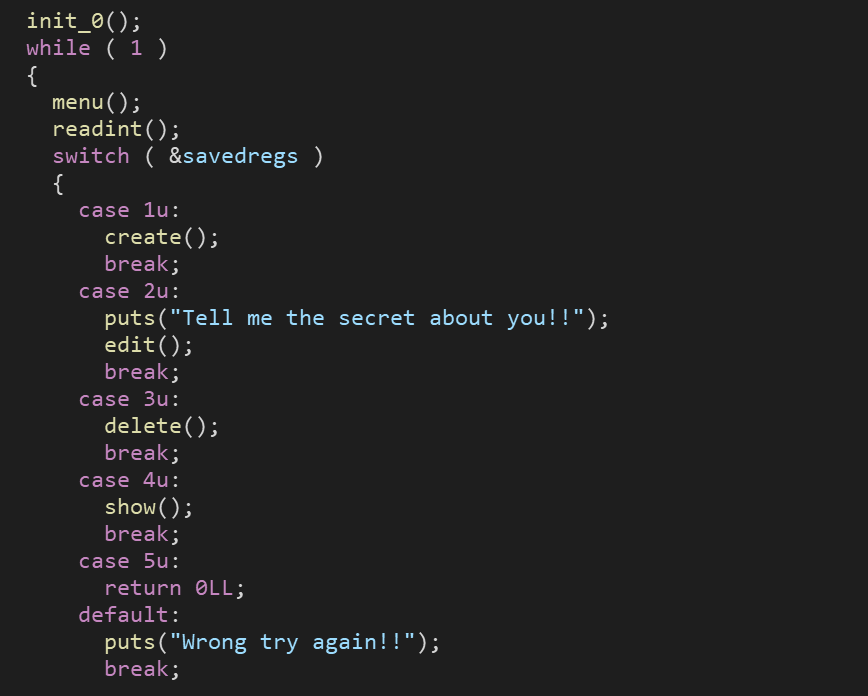 init_0();
while ( 1 )
{
menu();
readint();
switch ( &savedregs )
{
case 1u:
create();
break;
case 2u:
puts("Tell me the secret about you!!");
edit();
break;
case 3u:
delete();
break;
case 4u:
show();
break;
case 5u:
return 0LL;
default:
puts("Wrong try again!!");
break;